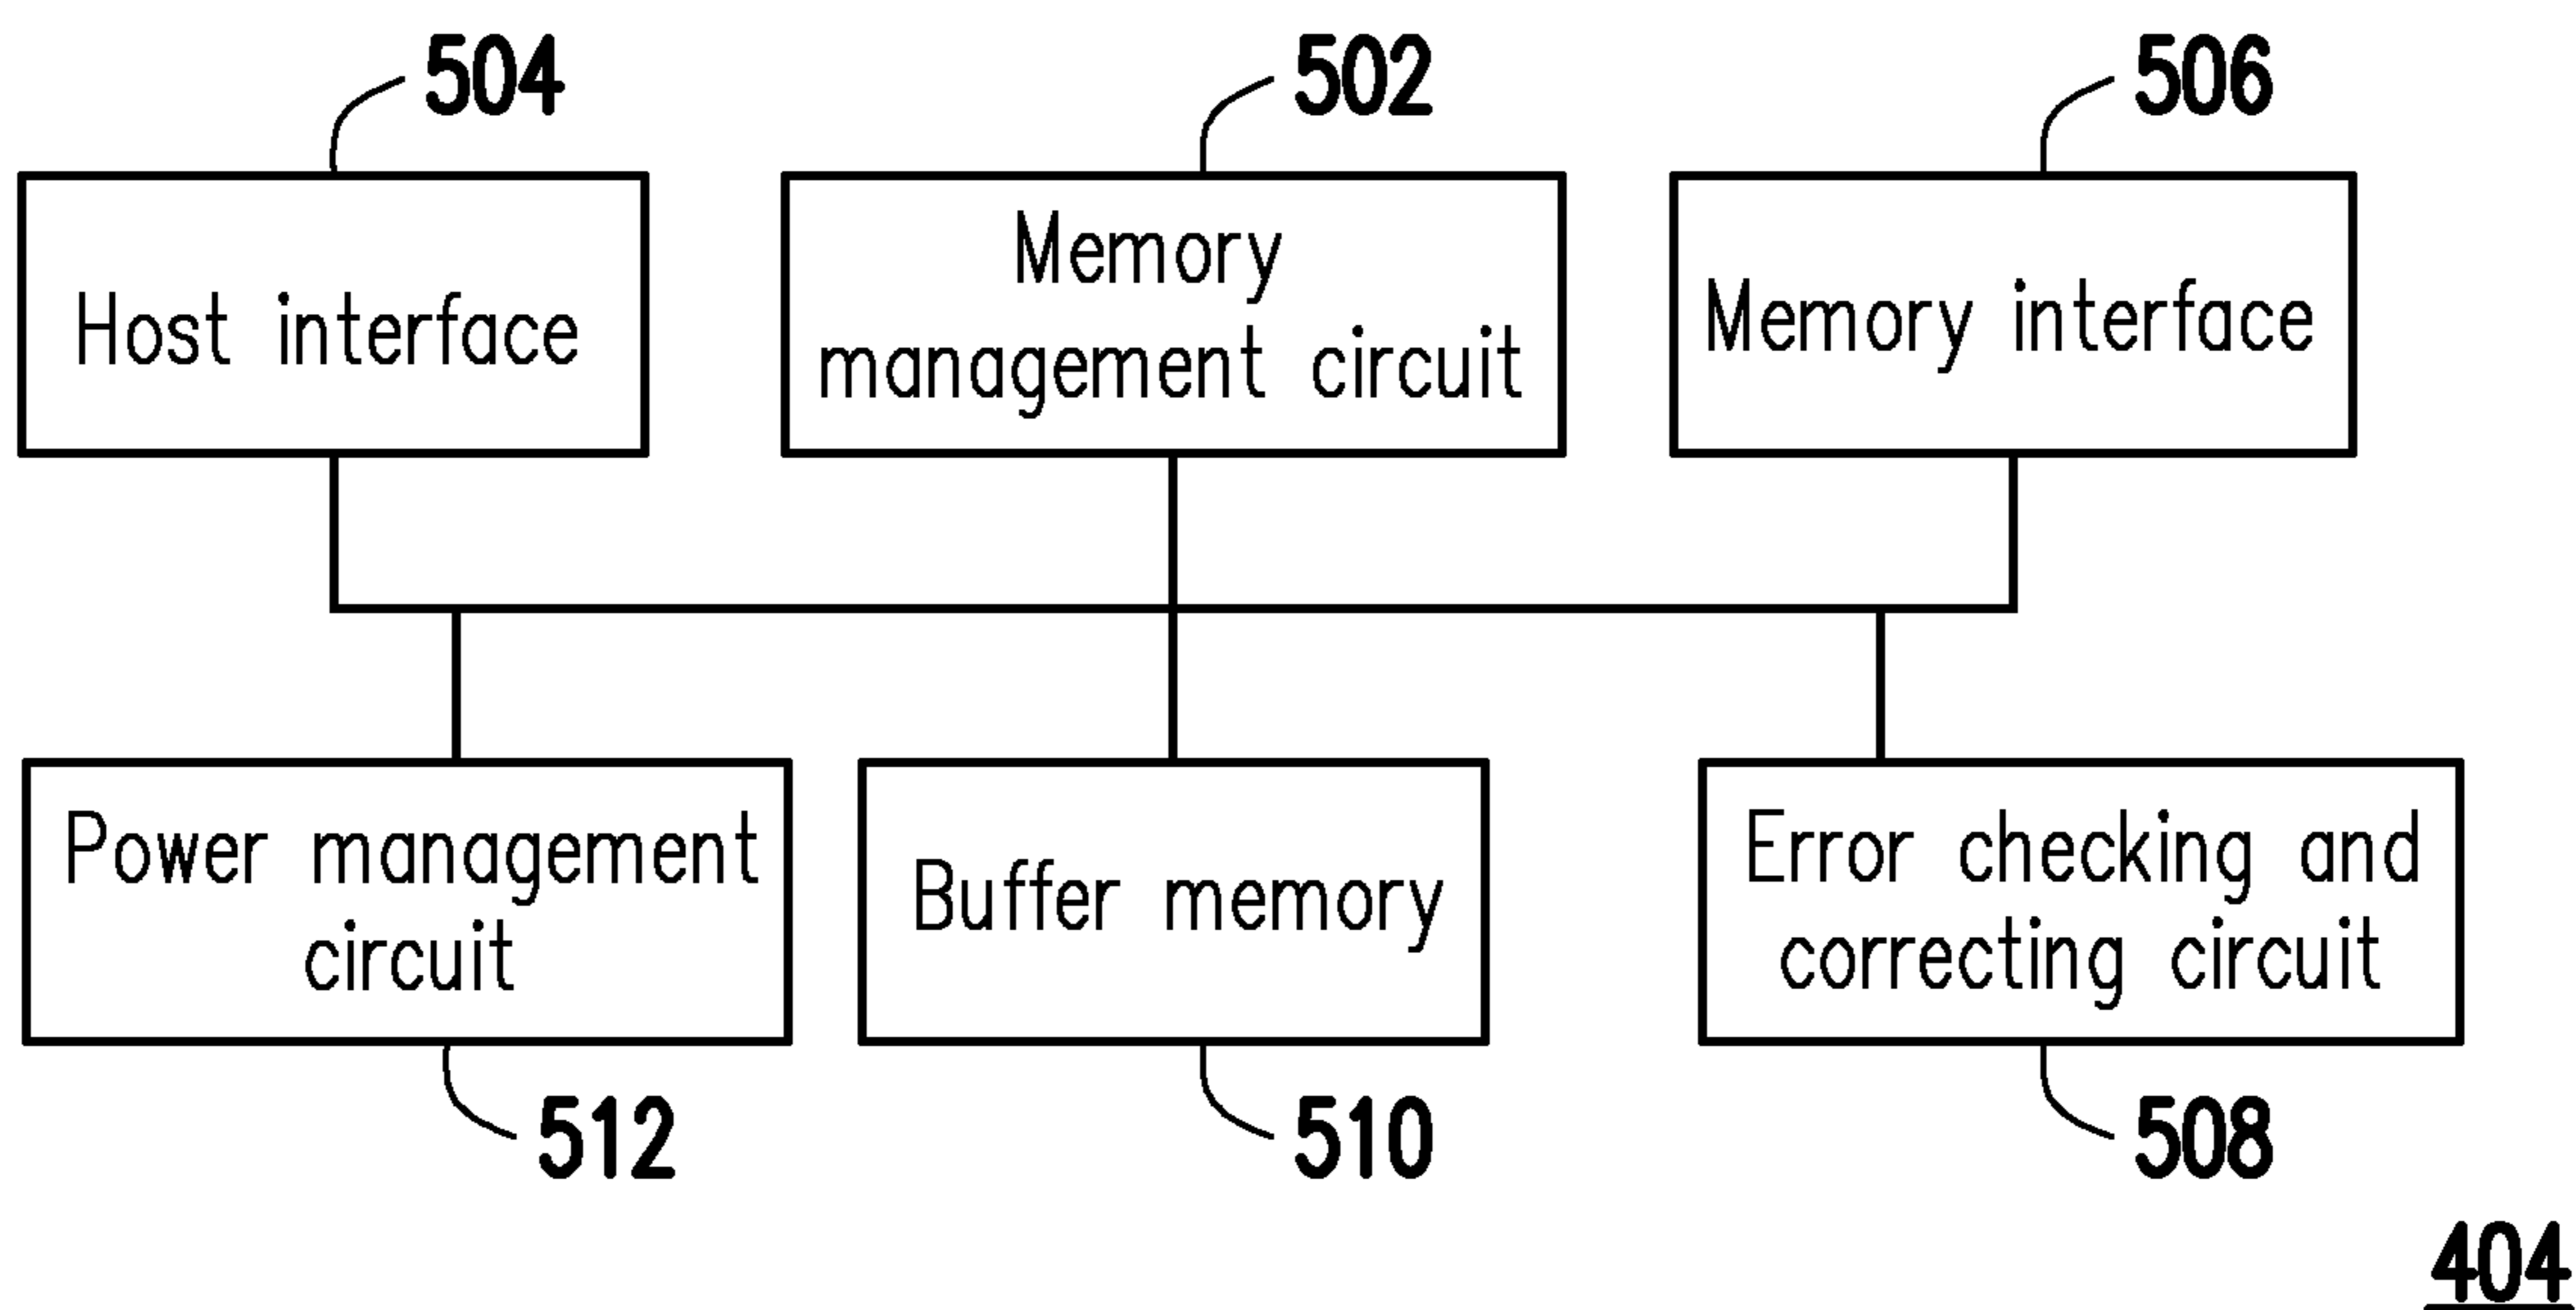 504
502
506
Host interface
Memory
management circuit
Memory interface
Power management
circuit
Buffer memory
Error checking and
correcting circuit
512
510
508
404